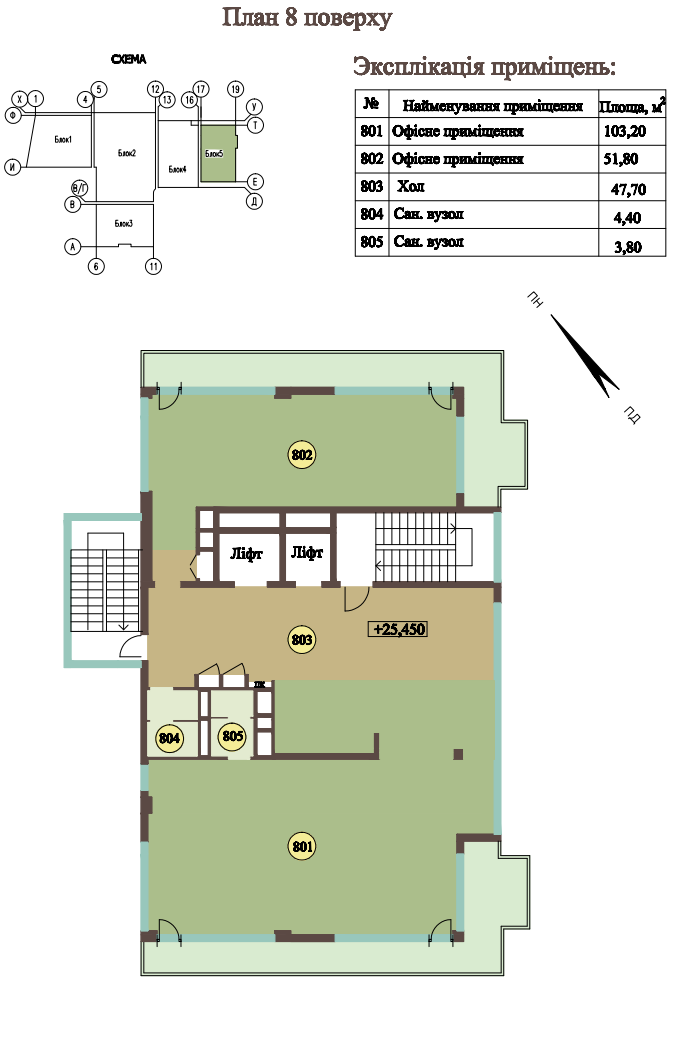 План 8 поверху
СХЕМА
Эксплікація приміщень:
№ Найменування приміщення Площа, м²
801 Офісне приміщення 103,20
802 Офісне приміщення 51,80
803 Хол 47,70
804 Сан. вузол 4,40
805 Сан. вузол 3,80
5 12 17 19
Х 1 4 13 16 У
Ф Т
Блок1 Блок2 Блок4 Блок5
И Е
В/Г Д
В
Блок3
А
6 11
ПН
ПД
802
Ліфт Ліфт
803 +25,450
ПК
804 805
801